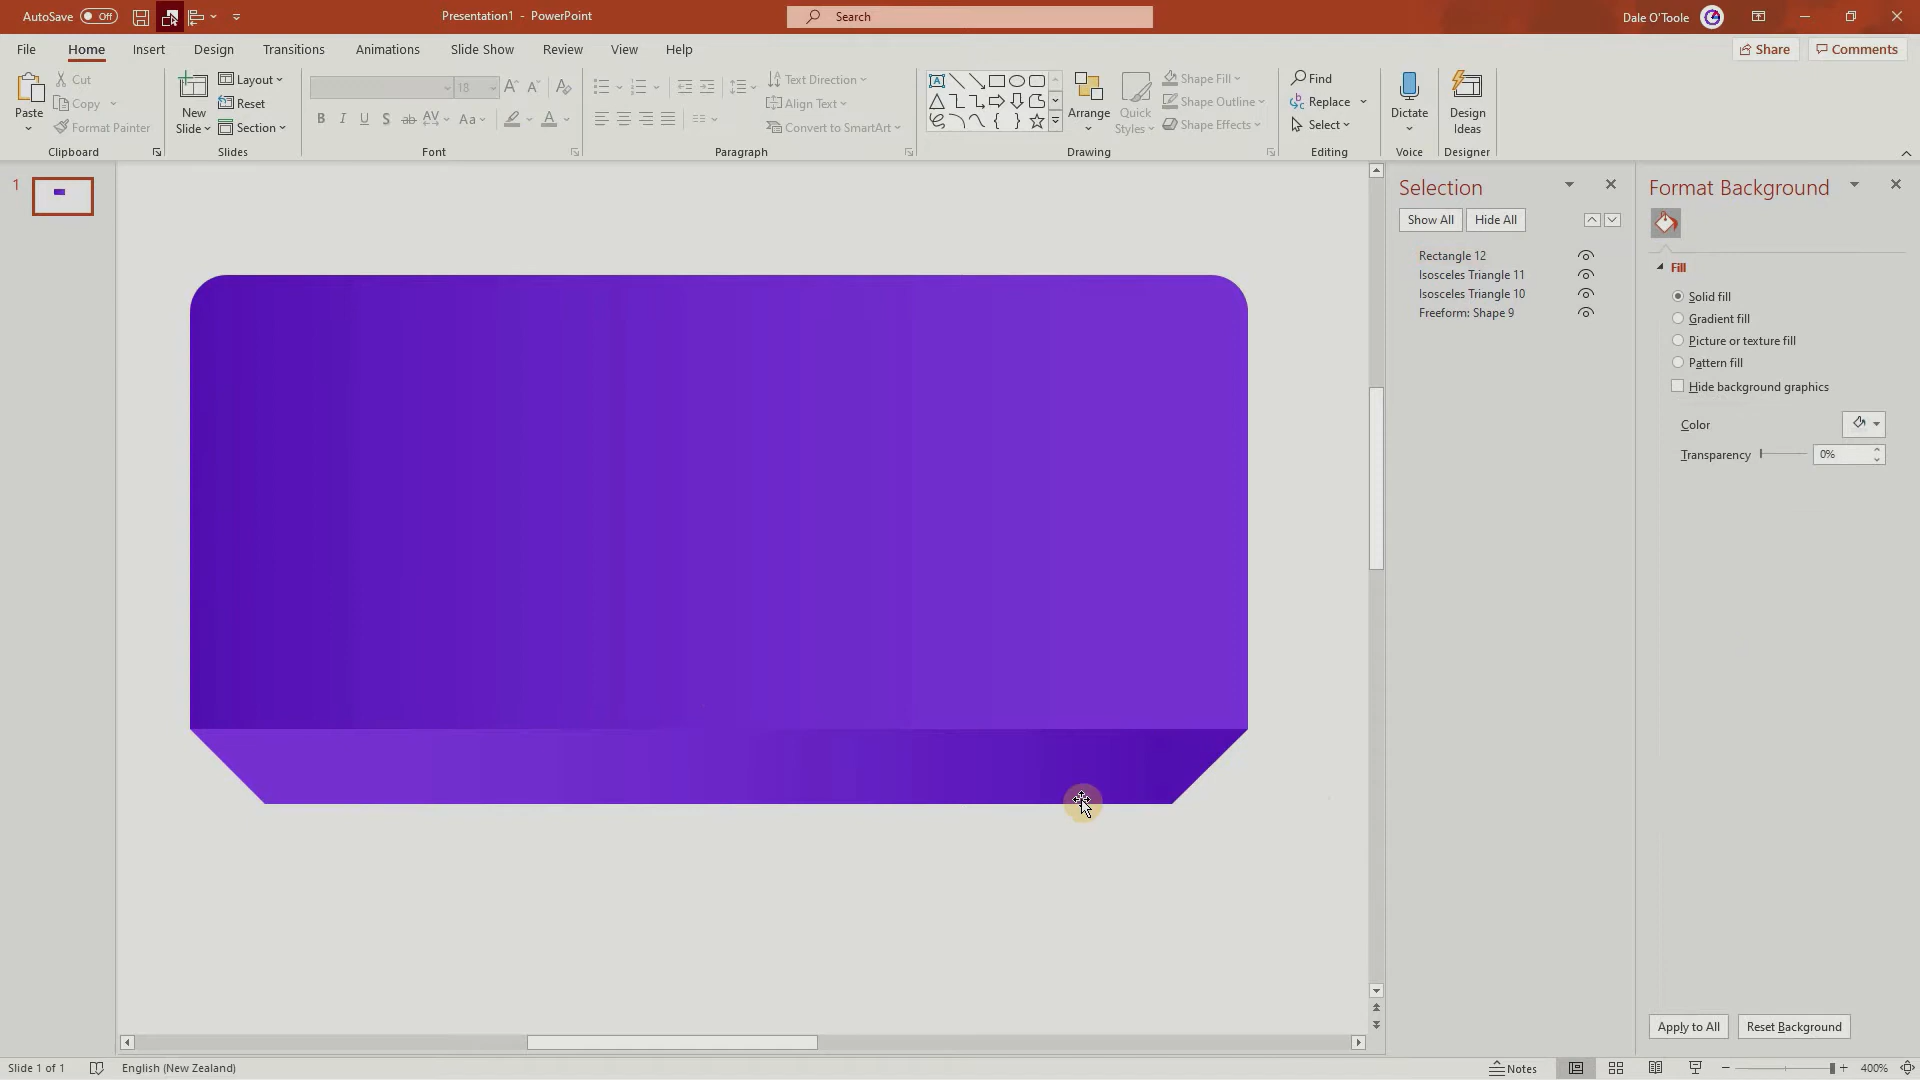 AutoSave Off
Presentation1 - PowerPoint
Search
Dale O'Toole
File Home Insert Design Transitions Animations Slide Show Review View Help
Share Comments
Paste
Cut
Copy
Format Painter
Clipboard
New
Slide
Layout
Reset
Section
Slides
18
B I U S ab AV Aa A
Font
Text Direction
Align Text
Convert to SmartArt
Paragraph
Arrange
Quick
Styles
Shape Fill
Shape Outline
Shape Effects
Drawing
Find
Replace
Select
Editing
Dictate
Voice
Design
Ideas
Designer
1
Selection
Show All Hide All
Rectangle 12
Isosceles Triangle 11
Isosceles Triangle 10
Freeform: Shape 9
Format Background
Fill
Solid fill
Gradient fill
Picture or texture fill
Pattern fill
Hide background graphics
Color
Transparency 0%
Apply to All Reset Background
Slide 1 of 1 English (New Zealand)
Notes
400%